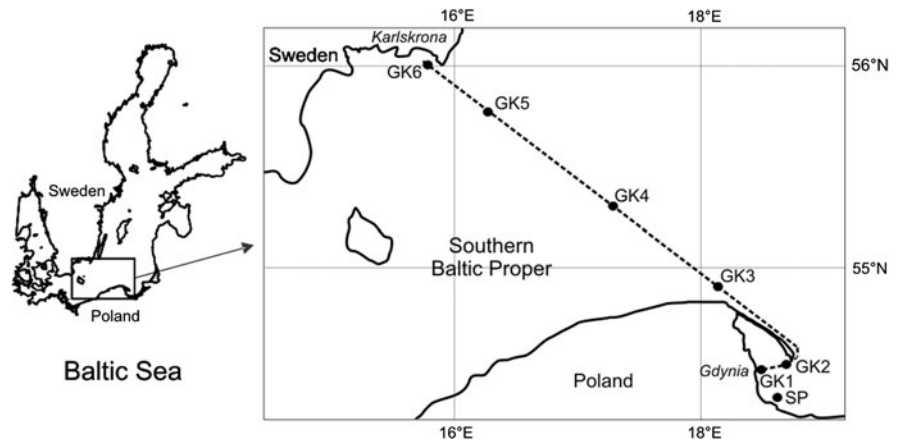 Sweden
Poland
Baltic Sea
16°E
18°E
Karlskrona
Sweden
GK6
56°N
GK5
GK4
Southern
Baltic Proper
55°N
GK3
Gdynia
GK2
GK1
Poland
SP
16°E
18°E